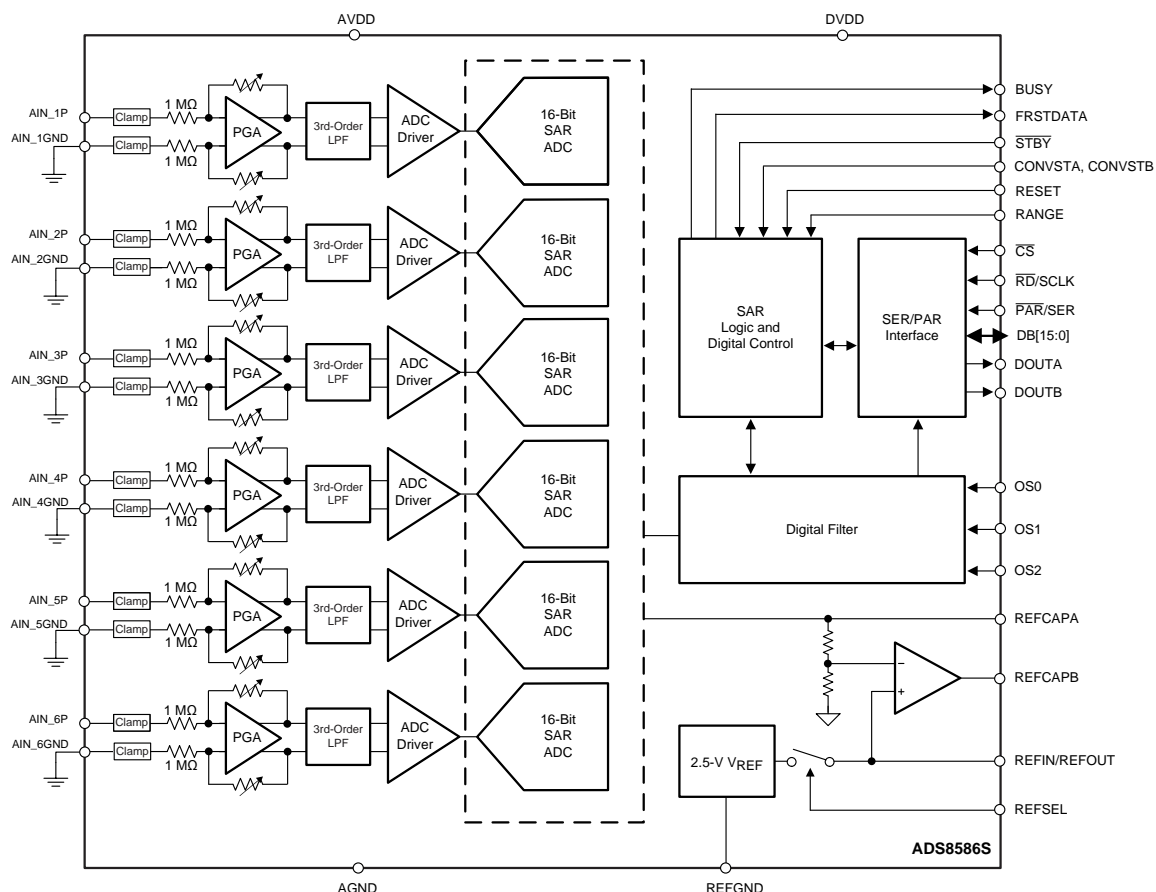 AVDD
DVDD
AIN_1P
Clamp
1 MΩ
AIN_1GND
Clamp
1 MΩ
PGA
3rd-Order
LPF
ADC
Driver
16-Bit
SAR
ADC
AIN_2P
Clamp
1 MΩ
AIN_2GND
Clamp
1 MΩ
PGA
3rd-Order
LPF
ADC
Driver
16-Bit
SAR
ADC
AIN_3P
Clamp
1 MΩ
AIN_3GND
Clamp
1 MΩ
PGA
3rd-Order
LPF
ADC
Driver
16-Bit
SAR
ADC
AIN_4P
Clamp
1 MΩ
AIN_4GND
Clamp
1 MΩ
PGA
3rd-Order
LPF
ADC
Driver
16-Bit
SAR
ADC
AIN_5P
Clamp
1 MΩ
AIN_5GND
Clamp
1 MΩ
PGA
3rd-Order
LPF
ADC
Driver
16-Bit
SAR
ADC
AIN_6P
Clamp
1 MΩ
AIN_6GND
Clamp
1 MΩ
PGA
3rd-Order
LPF
ADC
Driver
16-Bit
SAR
ADC
BUSY
FRSTDATA
STBY
CONVSTA, CONVSTB
RESET
RANGE
CS
RD/SCLK
PAR/SER
DB[15:0]
DOUTA
DOUTB
SAR
Logic and
Digital Control
SER/PAR
Interface
Digital Filter
OS0
OS1
OS2
REFCAPA
−
+
REFCAPB
2.5-V VREF
REFIN/REFOUT
REFSEL
ADS8586S
AGND
REFGND